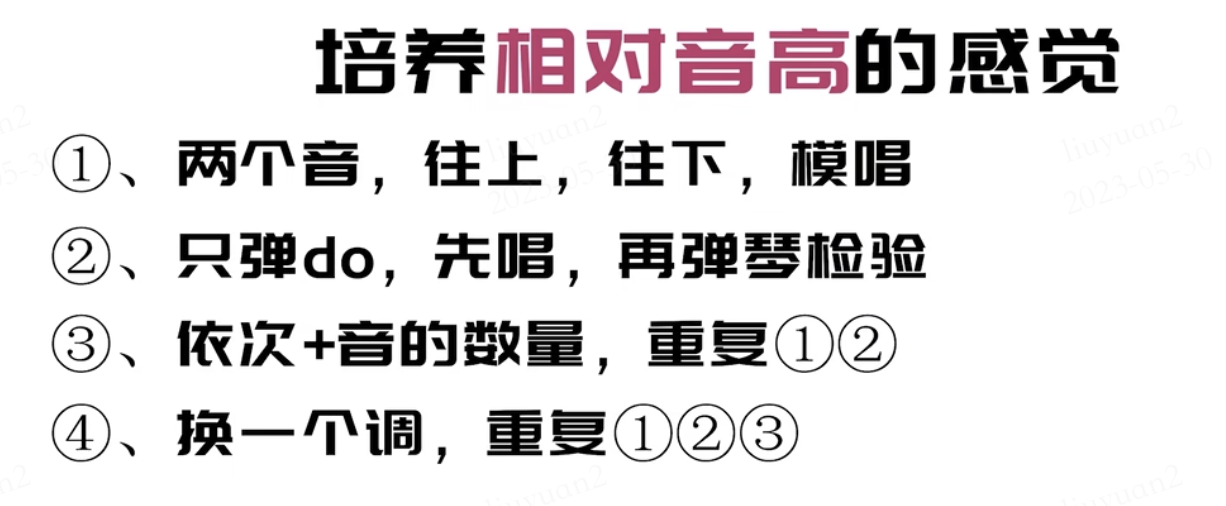 培养相对音高的感觉
①、两个音，往上，往下，模唱
②、只弹do，先唱，再弹琴检验
③、依次+音的数量，重复①②
④、换一个调，重复①②③
liuyuan2
2023-05-30